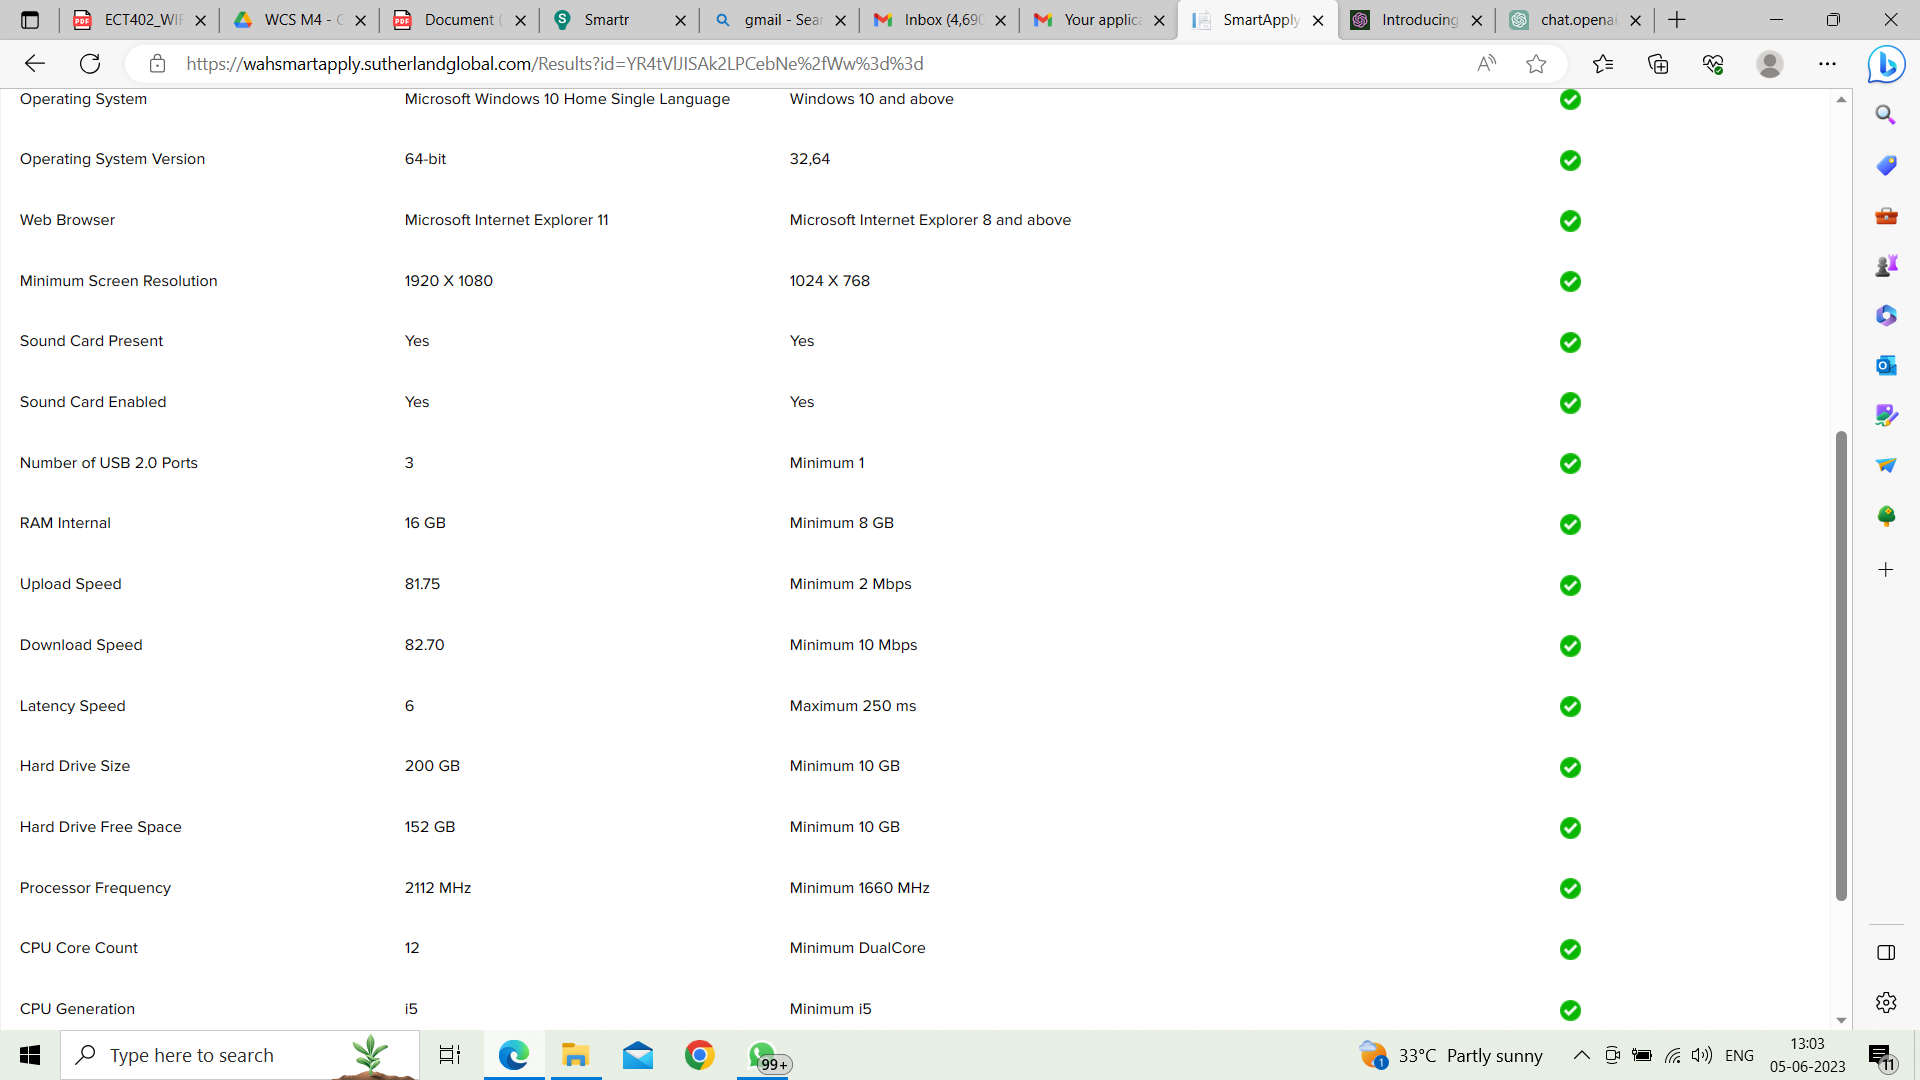 ECT402_WIF
WCS M4 - G
Document (
Smartr
gmail - Sear
Inbox (4,690
Your applica
SmartApply
Introducing
chat.openai
https://wahsmartapply.sutherlandglobal.com/Results?id=YR4tVlJISAk2LPCebNe%2fWw%3d%3d
Operating System Microsoft Windows 10 Home Single Language Windows 10 and above
Operating System Version 64-bit 32,64
Web Browser Microsoft Internet Explorer 11 Microsoft Internet Explorer 8 and above
Minimum Screen Resolution 1920 X 1080 1024 X 768
Sound Card Present Yes Yes
Sound Card Enabled Yes Yes
Number of USB 2.0 Ports 3 Minimum 1
RAM Internal 16 GB Minimum 8 GB
Upload Speed 81.75 Minimum 2 Mbps
Download Speed 82.70 Minimum 10 Mbps
Latency Speed 6 Maximum 250 ms
Hard Drive Size 200 GB Minimum 10 GB
Hard Drive Free Space 152 GB Minimum 10 GB
Processor Frequency 2112 MHz Minimum 1660 MHz
CPU Core Count 12 Minimum DualCore
CPU Generation i5 Minimum i5
Type here to search
99+
1
33°C Partly sunny
ENG
13:03
05-06-2023
11